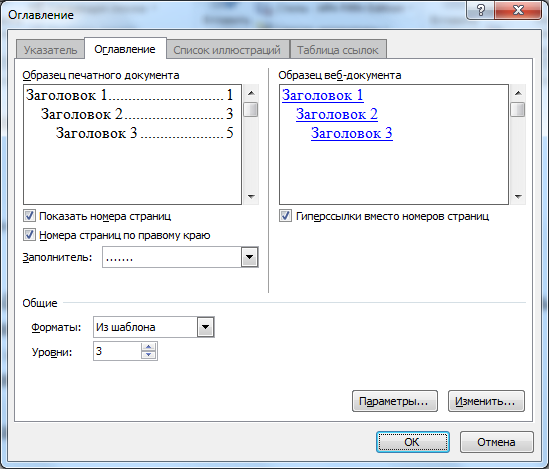 Оглавление
Указатель
Оглавление
Список иллюстраций
Таблица ссылок
Образец печатного документа
Заголовок 1 ........................... 1
Заголовок 2 ....................... 3
Заголовок 3 .................... 5
Образец веб-документа
Заголовок 1
Заголовок 2
Заголовок 3
Показать номера страниц
Номера страниц по правому краю
Заполнитель: .......
Гиперссылки вместо номеров страниц
Общие
Форматы: Из шаблона
Уровни: 3
Параметры...
Изменить...
ОК
Отмена